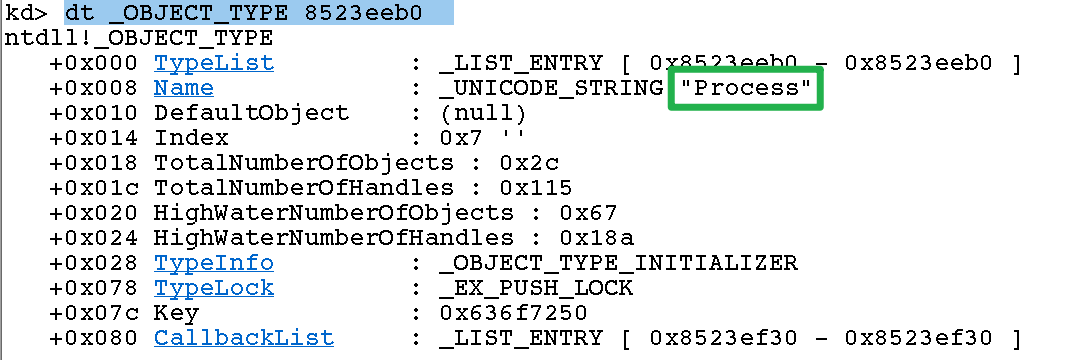 kd> dt _OBJECT_TYPE 8523eeb0
ntdll!_OBJECT_TYPE
   +0x000 TypeList         : _LIST_ENTRY [ 0x8523eeb0 - 0x8523eeb0 ]
   +0x008 Name             : _UNICODE_STRING "Process"
   +0x010 DefaultObject    : (null)
   +0x014 Index            : 0x7 ''
   +0x018 TotalNumberOfObjects : 0x2c
   +0x01c TotalNumberOfHandles : 0x115
   +0x020 HighWaterNumberOfObjects : 0x67
   +0x024 HighWaterNumberOfHandles : 0x18a
   +0x028 TypeInfo         : _OBJECT_TYPE_INITIALIZER
   +0x078 TypeLock         : _EX_PUSH_LOCK
   +0x07c Key              : 0x636f7250
   +0x080 CallbackList     : _LIST_ENTRY [ 0x8523ef30 - 0x8523ef30 ]